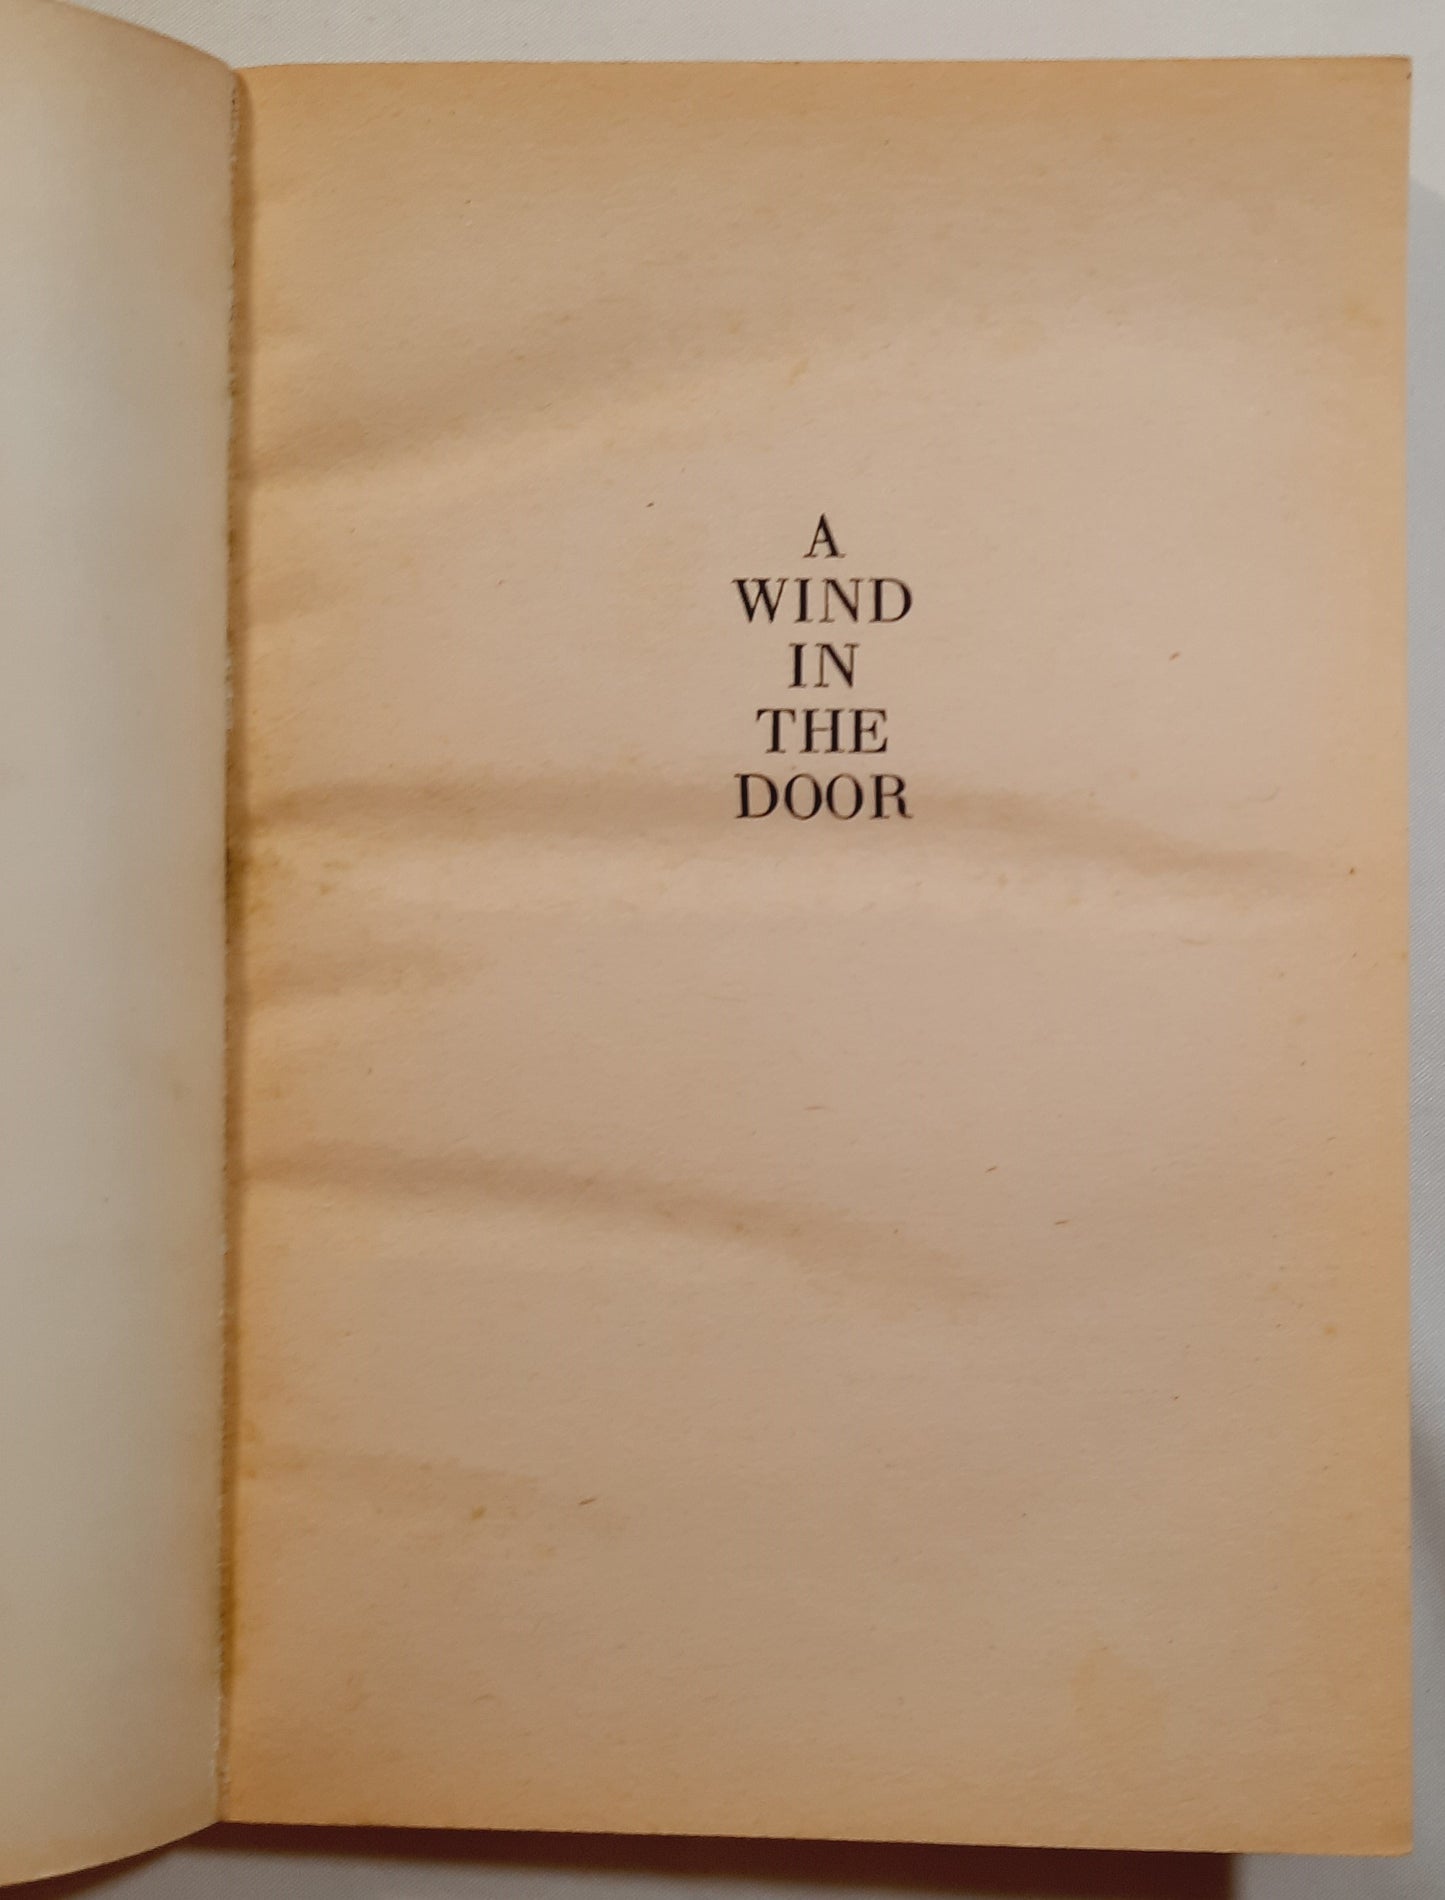 A
WIND
IN
THE
DOOR